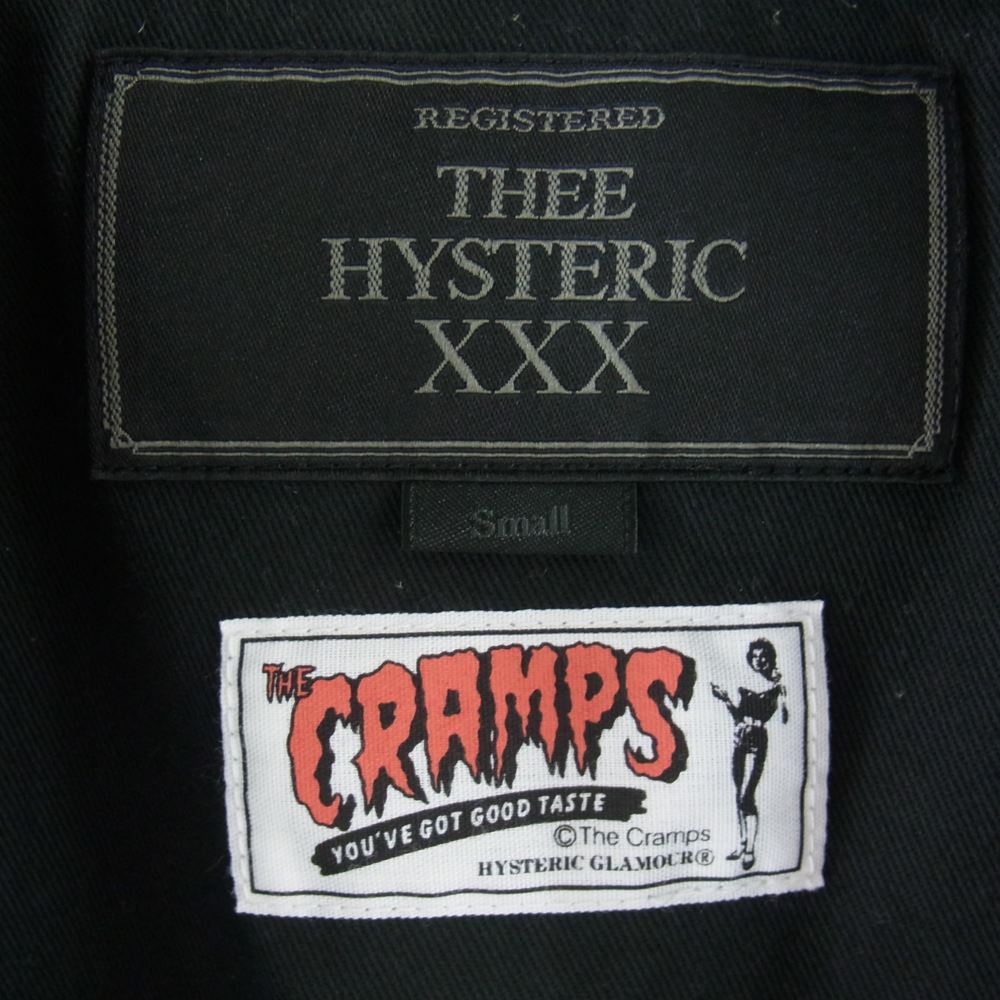 REGISTERED
THEE
HYSTERIC
XXX
Small
THE
CRAMPS
YOU'VE GOT GOOD TASTE
©The Cramps
HYSTERIC GLAMOUR®